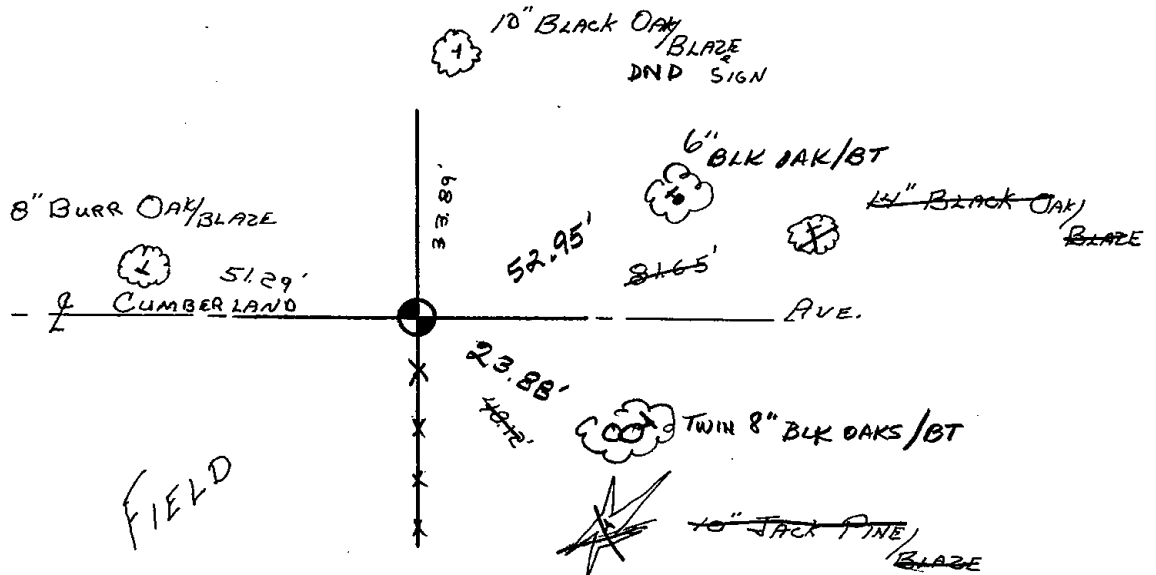 10" BLACK OAK/
BLAZE
&
DND SIGN
33.89'
6" BLK OAK/BT
14" BLACK OAK/
BLAZE
8" BURR OAK/BLAZE
51.29'
52.95'
81.65'
℄ CUMBERLAND AVE.
23.88'
48.12'
TWIN 8" BLK OAKS/BT
FIELD
10" JACK PINE/
BLAZE